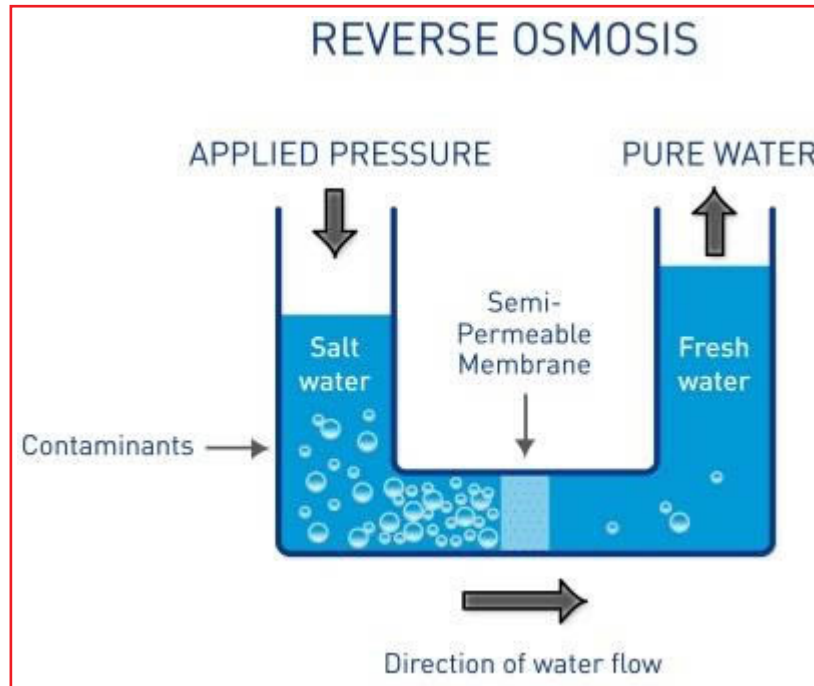 REVERSE OSMOSIS
APPLIED PRESSURE
PURE WATER
Semi-
Permeable
Membrane
Salt
water
Fresh
water
Contaminants
Direction of water flow